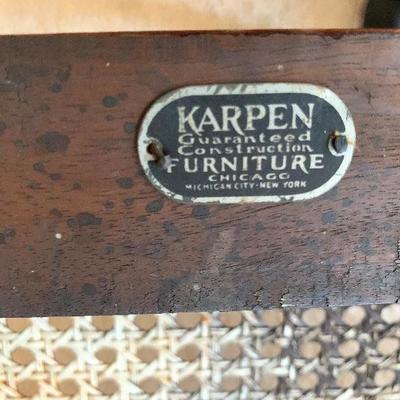 KARPEN
Guaranteed
Construction
FURNITURE
CHICAGO
MICHIGAN CITY-NEW YORK